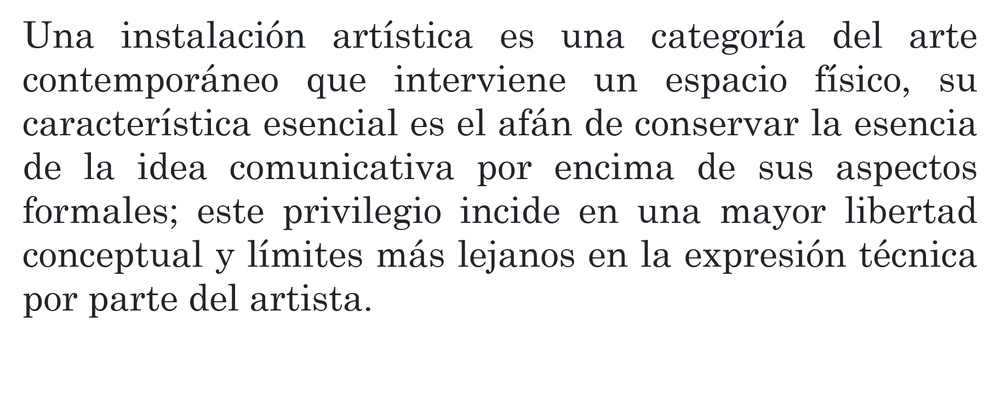 Una instalación artística es una categoría del arte
contemporáneo que interviene un espacio físico, su
característica esencial es el afán de conservar la esencia
de la idea comunicativa por encima de sus aspectos
formales; este privilegio incide en una mayor libertad
conceptual y límites más lejanos en la expresión técnica
por parte del artista.